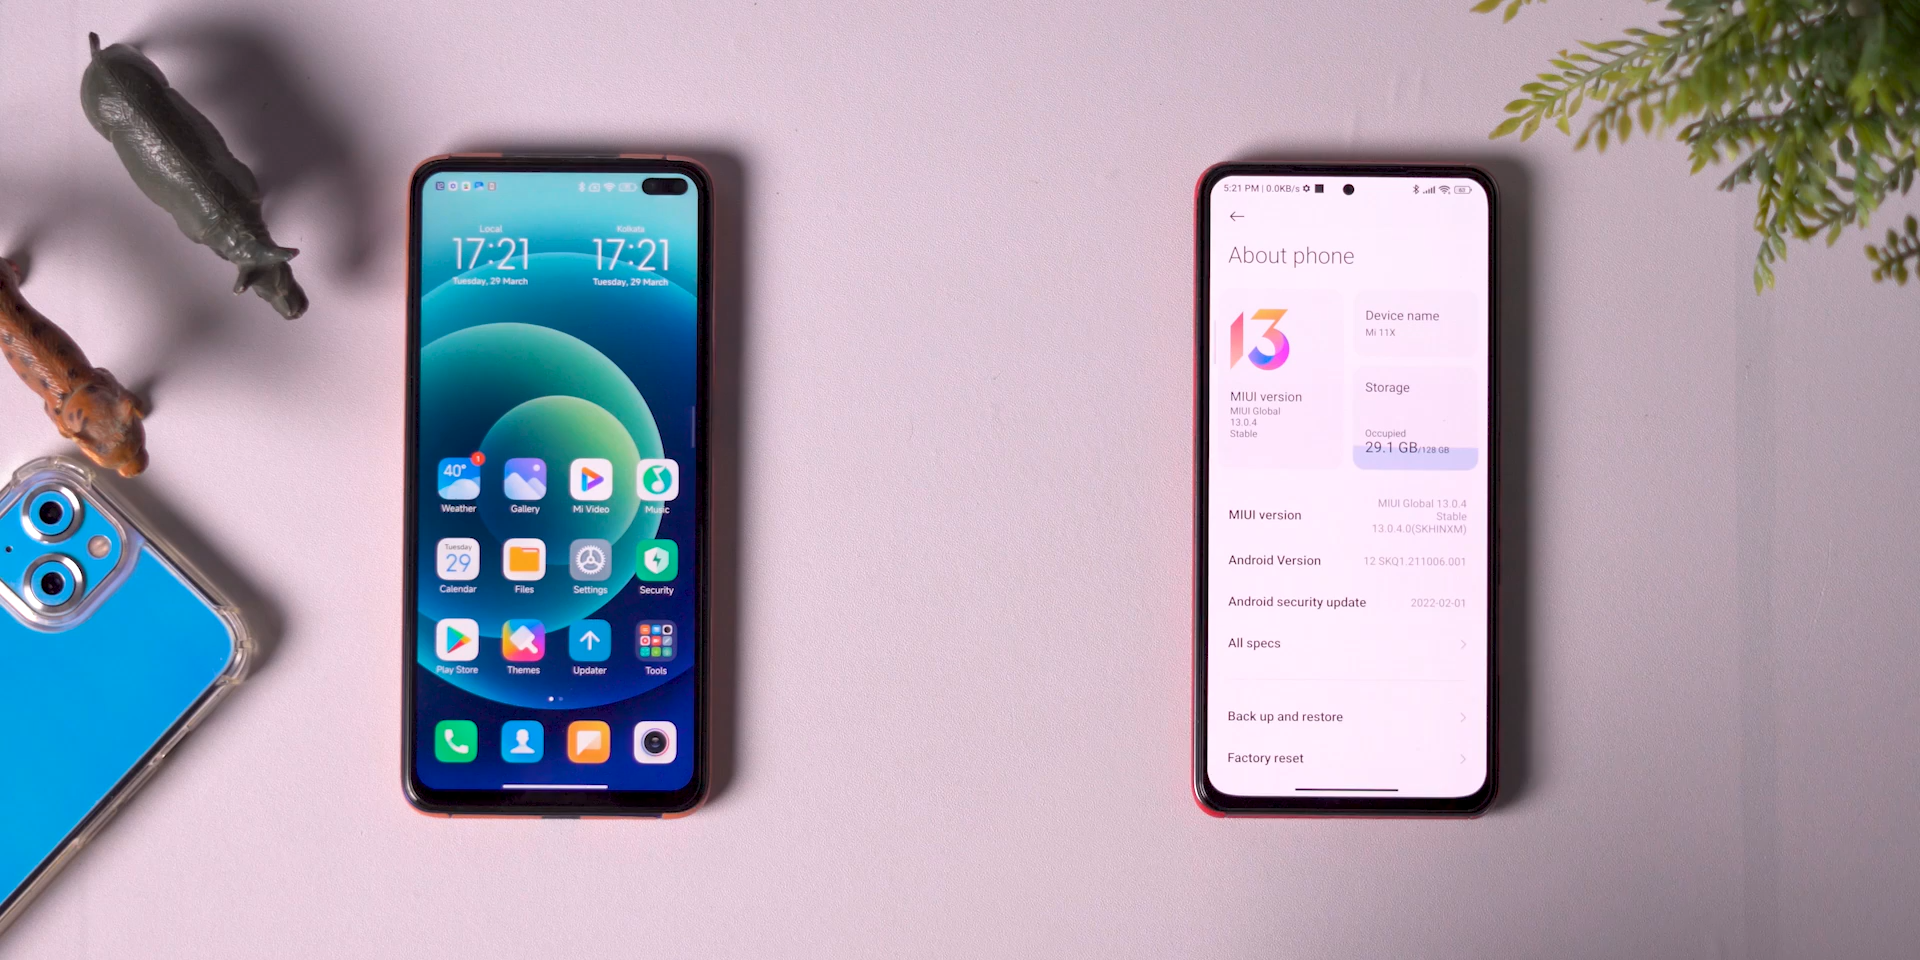 Local
17:21
Tuesday, 29 March
Kolkata
17:21
Tuesday, 29 March
40°
1
Weather
Gallery
Mi Video
Music
Tuesday
29
Calendar
Files
Settings
Security
Play Store
Themes
Updater
Tools
5:21 PM | 0.0KB/s
60
About phone
13
MIUI version
MIUI Global
13.0.4
Stable
Device name
Mi 11X
Storage
Occupied
29.1 GB/128 GB
MIUI version
MIUI Global 13.0.4
Stable
13.0.4.0(SKHINXM)
Android Version
12 SKQ1.211006.001
Android security update
2022-02-01
All specs
Back up and restore
Factory reset